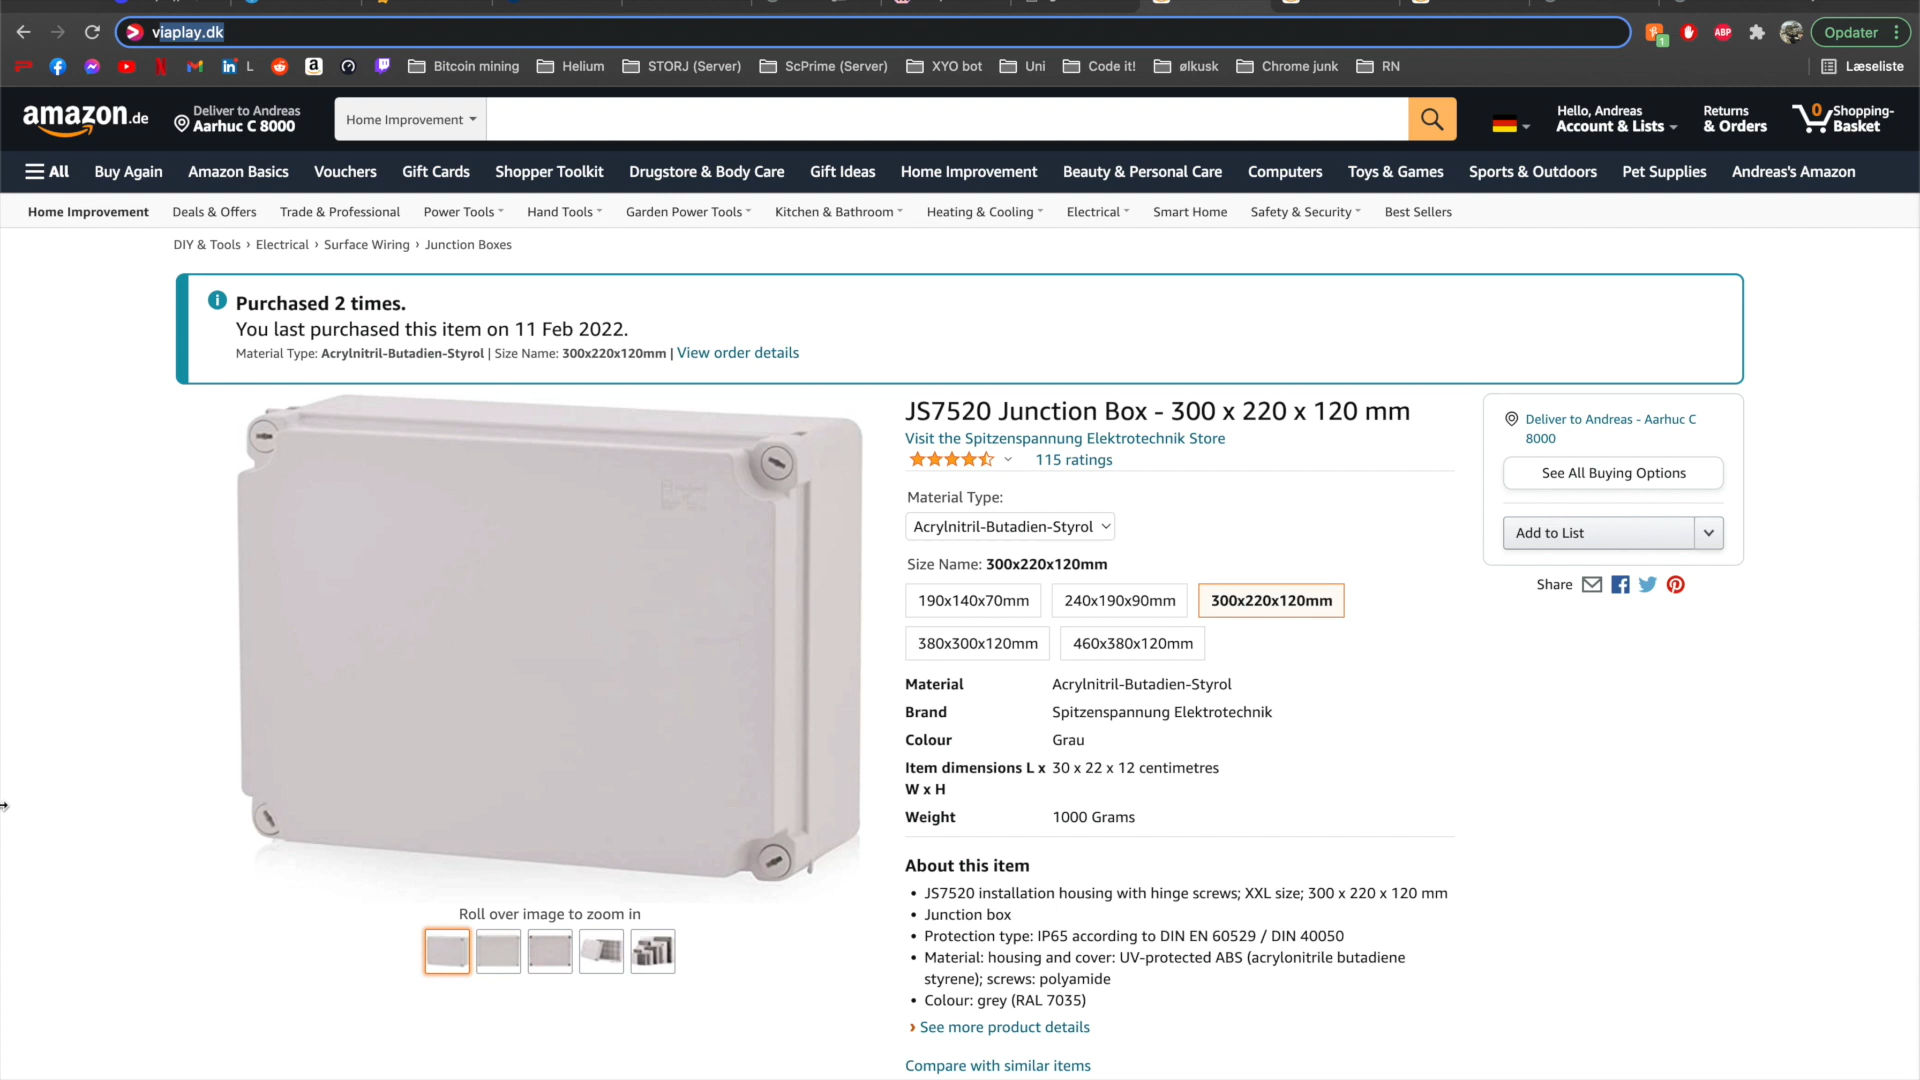 viaplay.dk
ABP
Opdater
L
Bitcoin mining
Helium
STORJ (Server)
ScPrime (Server)
XYO bot
Uni
Code it!
ølkusk
Chrome junk
RN
Læseliste
amazon.de
Deliver to Andreas
Aarhuc C 8000
Home Improvement
Hello, Andreas
Account & Lists
Returns
& Orders
0
Shopping-
Basket
All
Buy Again
Amazon Basics
Vouchers
Gift Cards
Shopper Toolkit
Drugstore & Body Care
Gift Ideas
Home Improvement
Beauty & Personal Care
Computers
Toys & Games
Sports & Outdoors
Pet Supplies
Andreas's Amazon
Home Improvement
Deals & Offers
Trade & Professional
Power Tools
Hand Tools
Garden Power Tools
Kitchen & Bathroom
Heating & Cooling
Electrical
Smart Home
Safety & Security
Best Sellers
DIY & Tools › Electrical › Surface Wiring › Junction Boxes
Purchased 2 times.
You last purchased this item on 11 Feb 2022.
Material Type: Acrylnitril-Butadien-Styrol | Size Name: 300x220x120mm | View order details
JS7520 Junction Box - 300 x 220 x 120 mm
Visit the Spitzenspannung Elektrotechnik Store
115 ratings
Material Type:
Acrylnitril-Butadien-Styrol
Size Name: 300x220x120mm
190x140x70mm
240x190x90mm
300x220x120mm
380x300x120mm
460x380x120mm
Material Acrylnitril-Butadien-Styrol
Brand Spitzenspannung Elektrotechnik
Colour Grau
Item dimensions L x 30 x 22 x 12 centimetres
W x H
Weight 1000 Grams
About this item
• JS7520 installation housing with hinge screws; XXL size; 300 x 220 x 120 mm
• Junction box
• Protection type: IP65 according to DIN EN 60529 / DIN 40050
• Material: housing and cover: UV-protected ABS (acrylonitrile butadiene
styrene); screws: polyamide
• Colour: grey (RAL 7035)
› See more product details
Compare with similar items
Roll over image to zoom in
Deliver to Andreas - Aarhuc C
8000
See All Buying Options
Add to List
Share